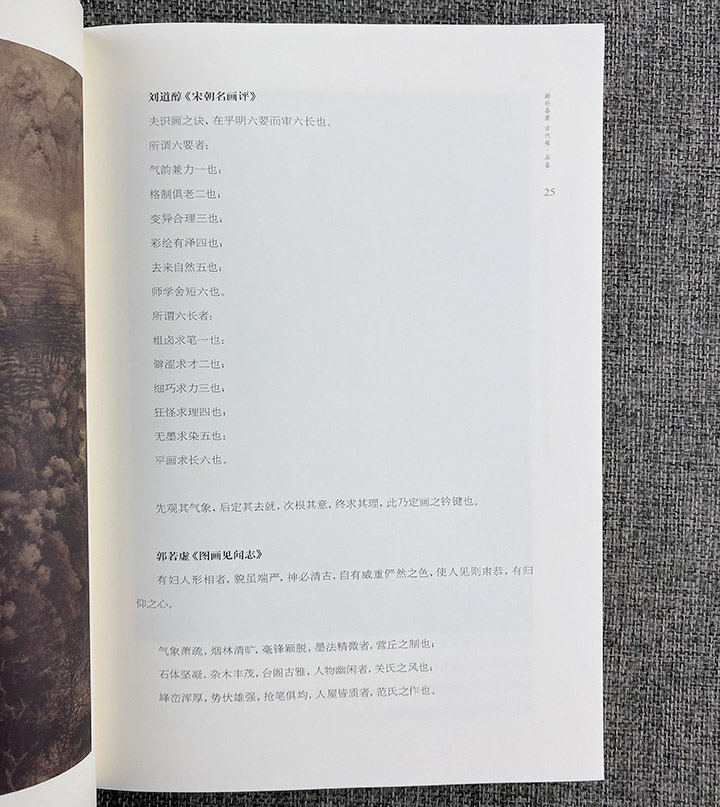 刘道醇《宋朝名画评》
夫识画之诀，在乎明六要而审六长也。
所谓六要者：
气韵兼力一也；
格制俱老二也；
变异合理三也；
彩绘有泽四也；
去来自然五也；
师学舍短六也。
所谓六长者：
粗卤求笔一也；
僻涩求才二也；
细巧求力三也；
狂怪求理四也；
无墨求染五也；
平画求长六也。
先观其气象，后定其去就，次根其意，终求其理，此乃定画之钤键也。
郭若虚《图画见闻志》
有妇人形相者，貌虽端严，神必清古，自有威重俨然之色，使人见则肃恭，有归
仰之心。
气象萧疏，烟林清旷，毫锋颖脱，墨法精微者，营丘之制也；
石体坚凝，杂木丰茂，台阁古雅，人物幽闲者，关氏之风也；
峰峦浑厚，势伏雄强，抢笔俱均，人屋皆质者，范氏之作也。
画论备要 古代卷·品鉴
25